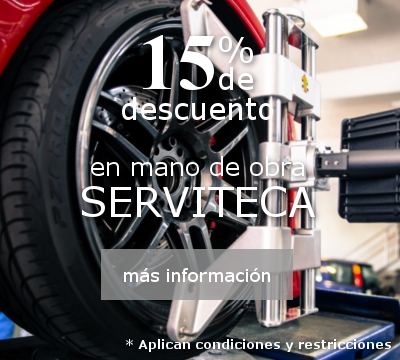 15%
de
descuento
en mano de obra
SERVITECA
más información
* Aplican condiciones y restricciones